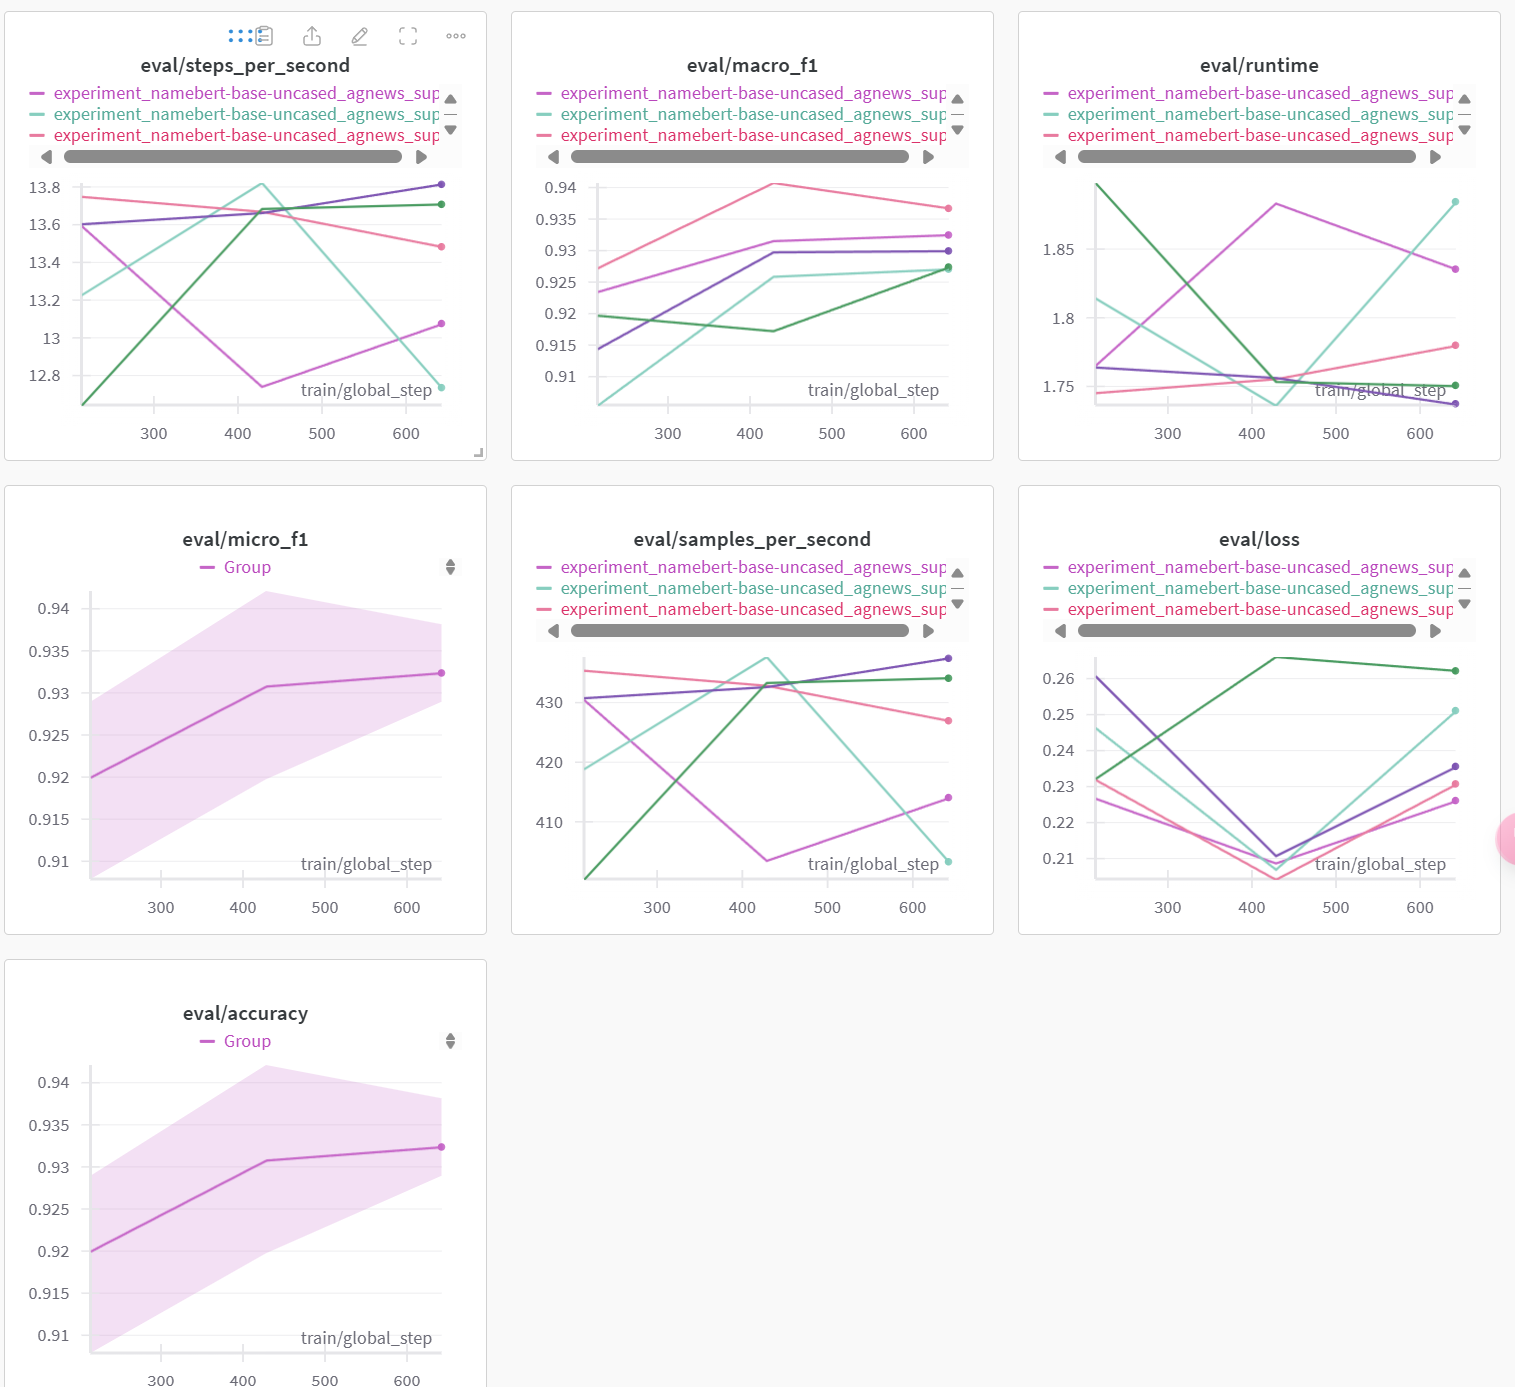 eval/steps_per_second
experiment_namebert-base-uncased_agnews_sup
experiment_namebert-base-uncased_agnews_sup
experiment_namebert-base-uncased_agnews_sup
13.8
13.6
13.4
13.2
13
12.8
train/global_step
300 400 500 600
eval/macro_f1
experiment_namebert-base-uncased_agnews_sup
experiment_namebert-base-uncased_agnews_sup
experiment_namebert-base-uncased_agnews_sup
0.94
0.935
0.93
0.925
0.92
0.915
0.91
train/global_step
300 400 500 600
eval/runtime
experiment_namebert-base-uncased_agnews_sup
experiment_namebert-base-uncased_agnews_sup
experiment_namebert-base-uncased_agnews_sup
1.85
1.8
1.75
train/global_step
300 400 500 600
eval/micro_f1
Group
0.94
0.935
0.93
0.925
0.92
0.915
0.91
train/global_step
300 400 500 600
eval/samples_per_second
experiment_namebert-base-uncased_agnews_sup
experiment_namebert-base-uncased_agnews_sup
experiment_namebert-base-uncased_agnews_sup
430
420
410
train/global_step
300 400 500 600
eval/loss
experiment_namebert-base-uncased_agnews_sup
experiment_namebert-base-uncased_agnews_sup
experiment_namebert-base-uncased_agnews_sup
0.26
0.25
0.24
0.23
0.22
0.21
train/global_step
300 400 500 600
eval/accuracy
Group
0.94
0.935
0.93
0.925
0.92
0.915
0.91
train/global_step
300 400 500 600